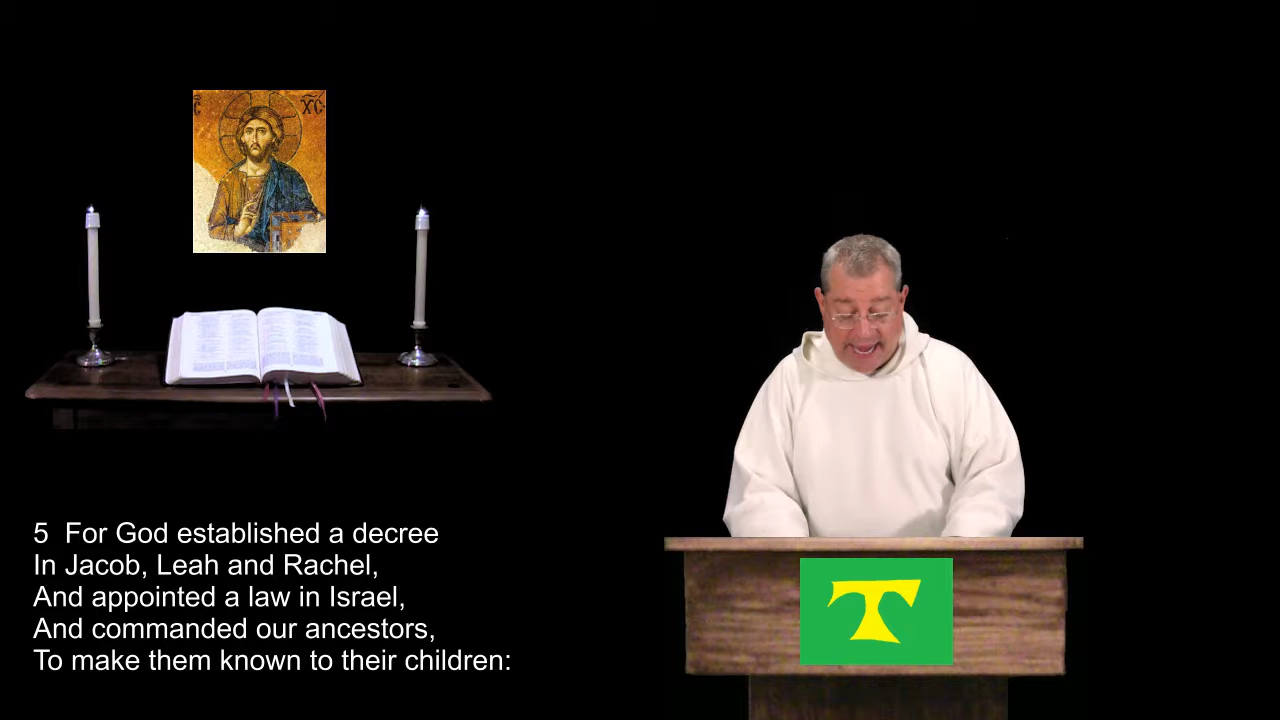 XC
5 For God established a decree
In Jacob, Leah and Rachel,
And appointed a law in Israel,
And commanded our ancestors,
To make them known to their children:
T